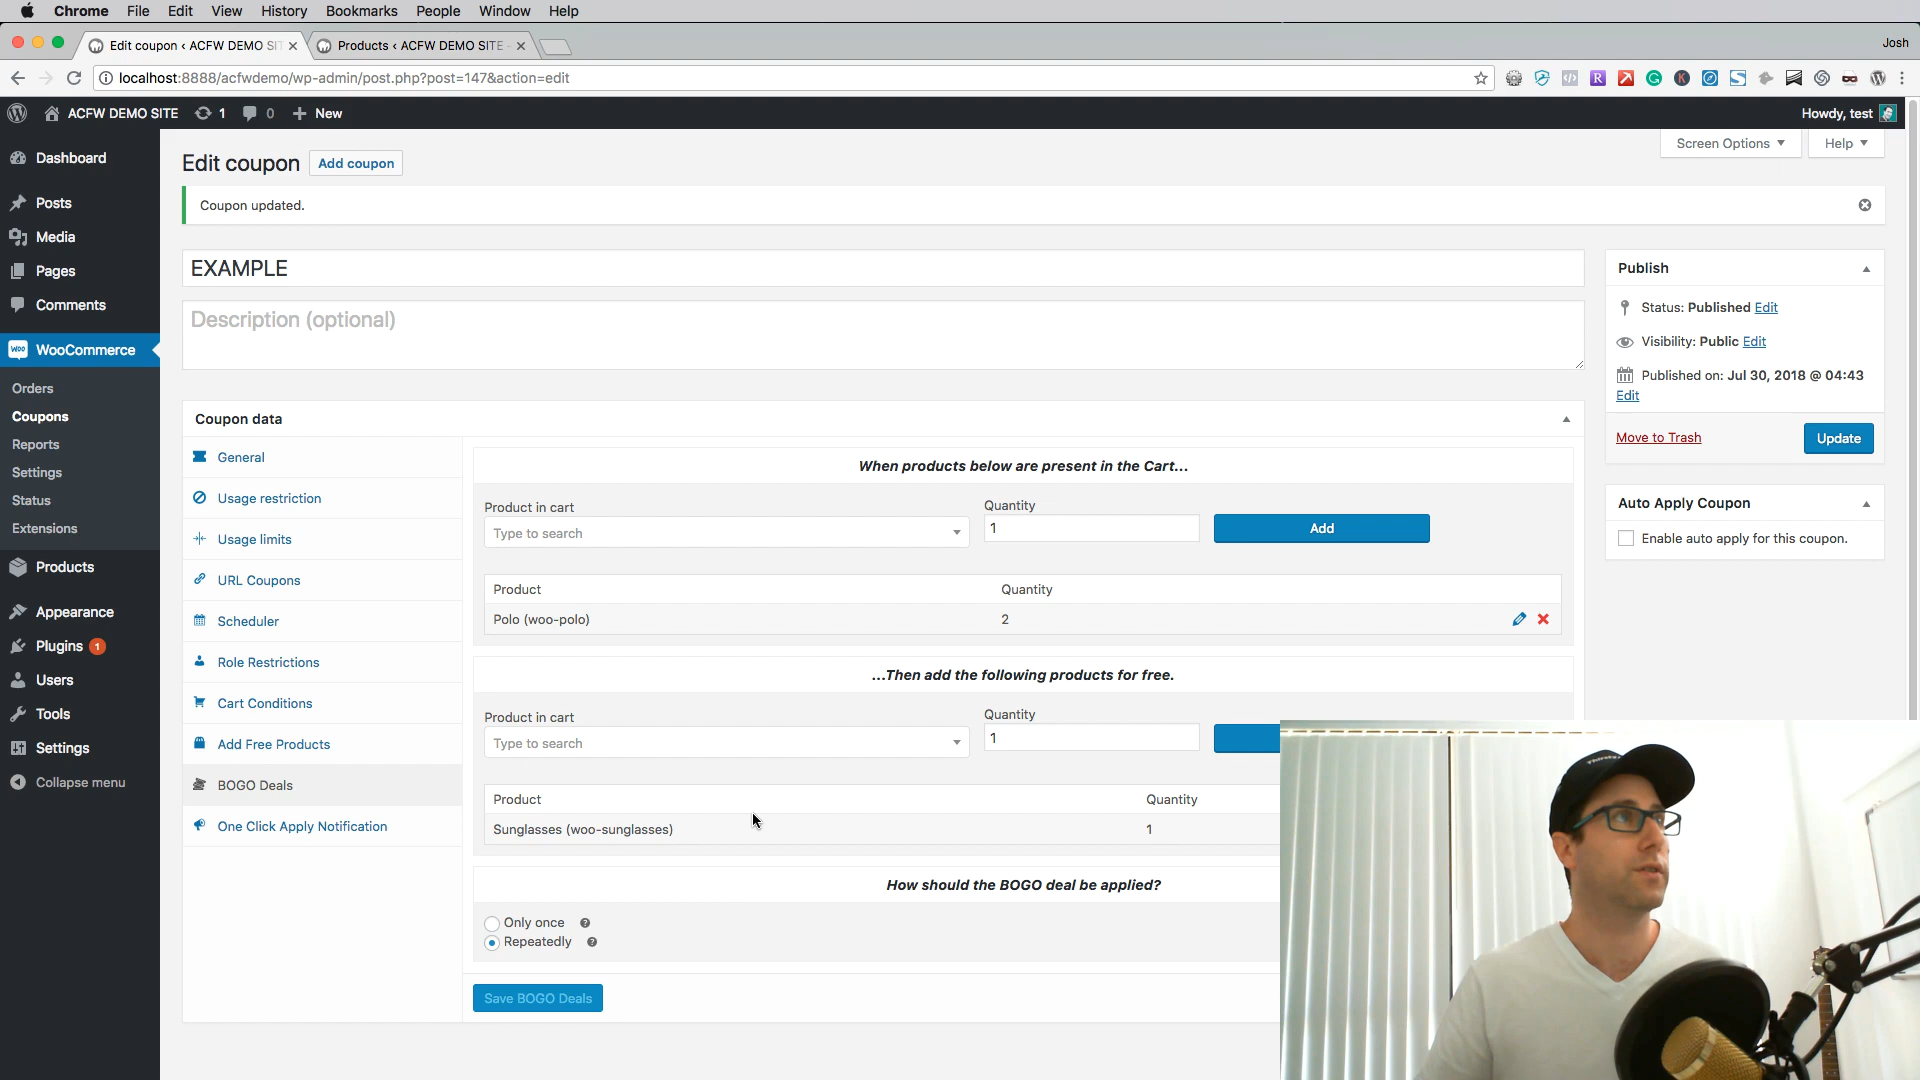 Chrome File Edit View History Bookmarks People Window Help
Edit coupon ‹ ACFW DEMO SIT
Products ‹ ACFW DEMO SITE -
Josh
localhost:8888/acfwdemo/wp-admin/post.php?post=147&action=edit
ACFW DEMO SITE 1 0 + New
Howdy, test
Screen Options
Help
Dashboard
Posts
Media
Pages
Comments
WooCommerce
Orders
Coupons
Reports
Settings
Status
Extensions
Products
Appearance
Plugins 1
Users
Tools
Settings
Collapse menu
Edit coupon Add coupon
Coupon updated.
EXAMPLE
Description (optional)
Coupon data
General
Usage restriction
Usage limits
URL Coupons
Scheduler
Role Restrictions
Cart Conditions
Add Free Products
BOGO Deals
One Click Apply Notification
When products below are present in the Cart...
Product in cart Quantity
Type to search 1 Add
Product Quantity
Polo (woo-polo) 2
...Then add the following products for free.
Product in cart Quantity
Type to search 1
Product Quantity
Sunglasses (woo-sunglasses) 1
How should the BOGO deal be applied?
Only once
Repeatedly
Save BOGO Deals
Publish
Status: Published Edit
Visibility: Public Edit
Published on: Jul 30, 2018 @ 04:43
Edit
Move to Trash Update
Auto Apply Coupon
Enable auto apply for this coupon.